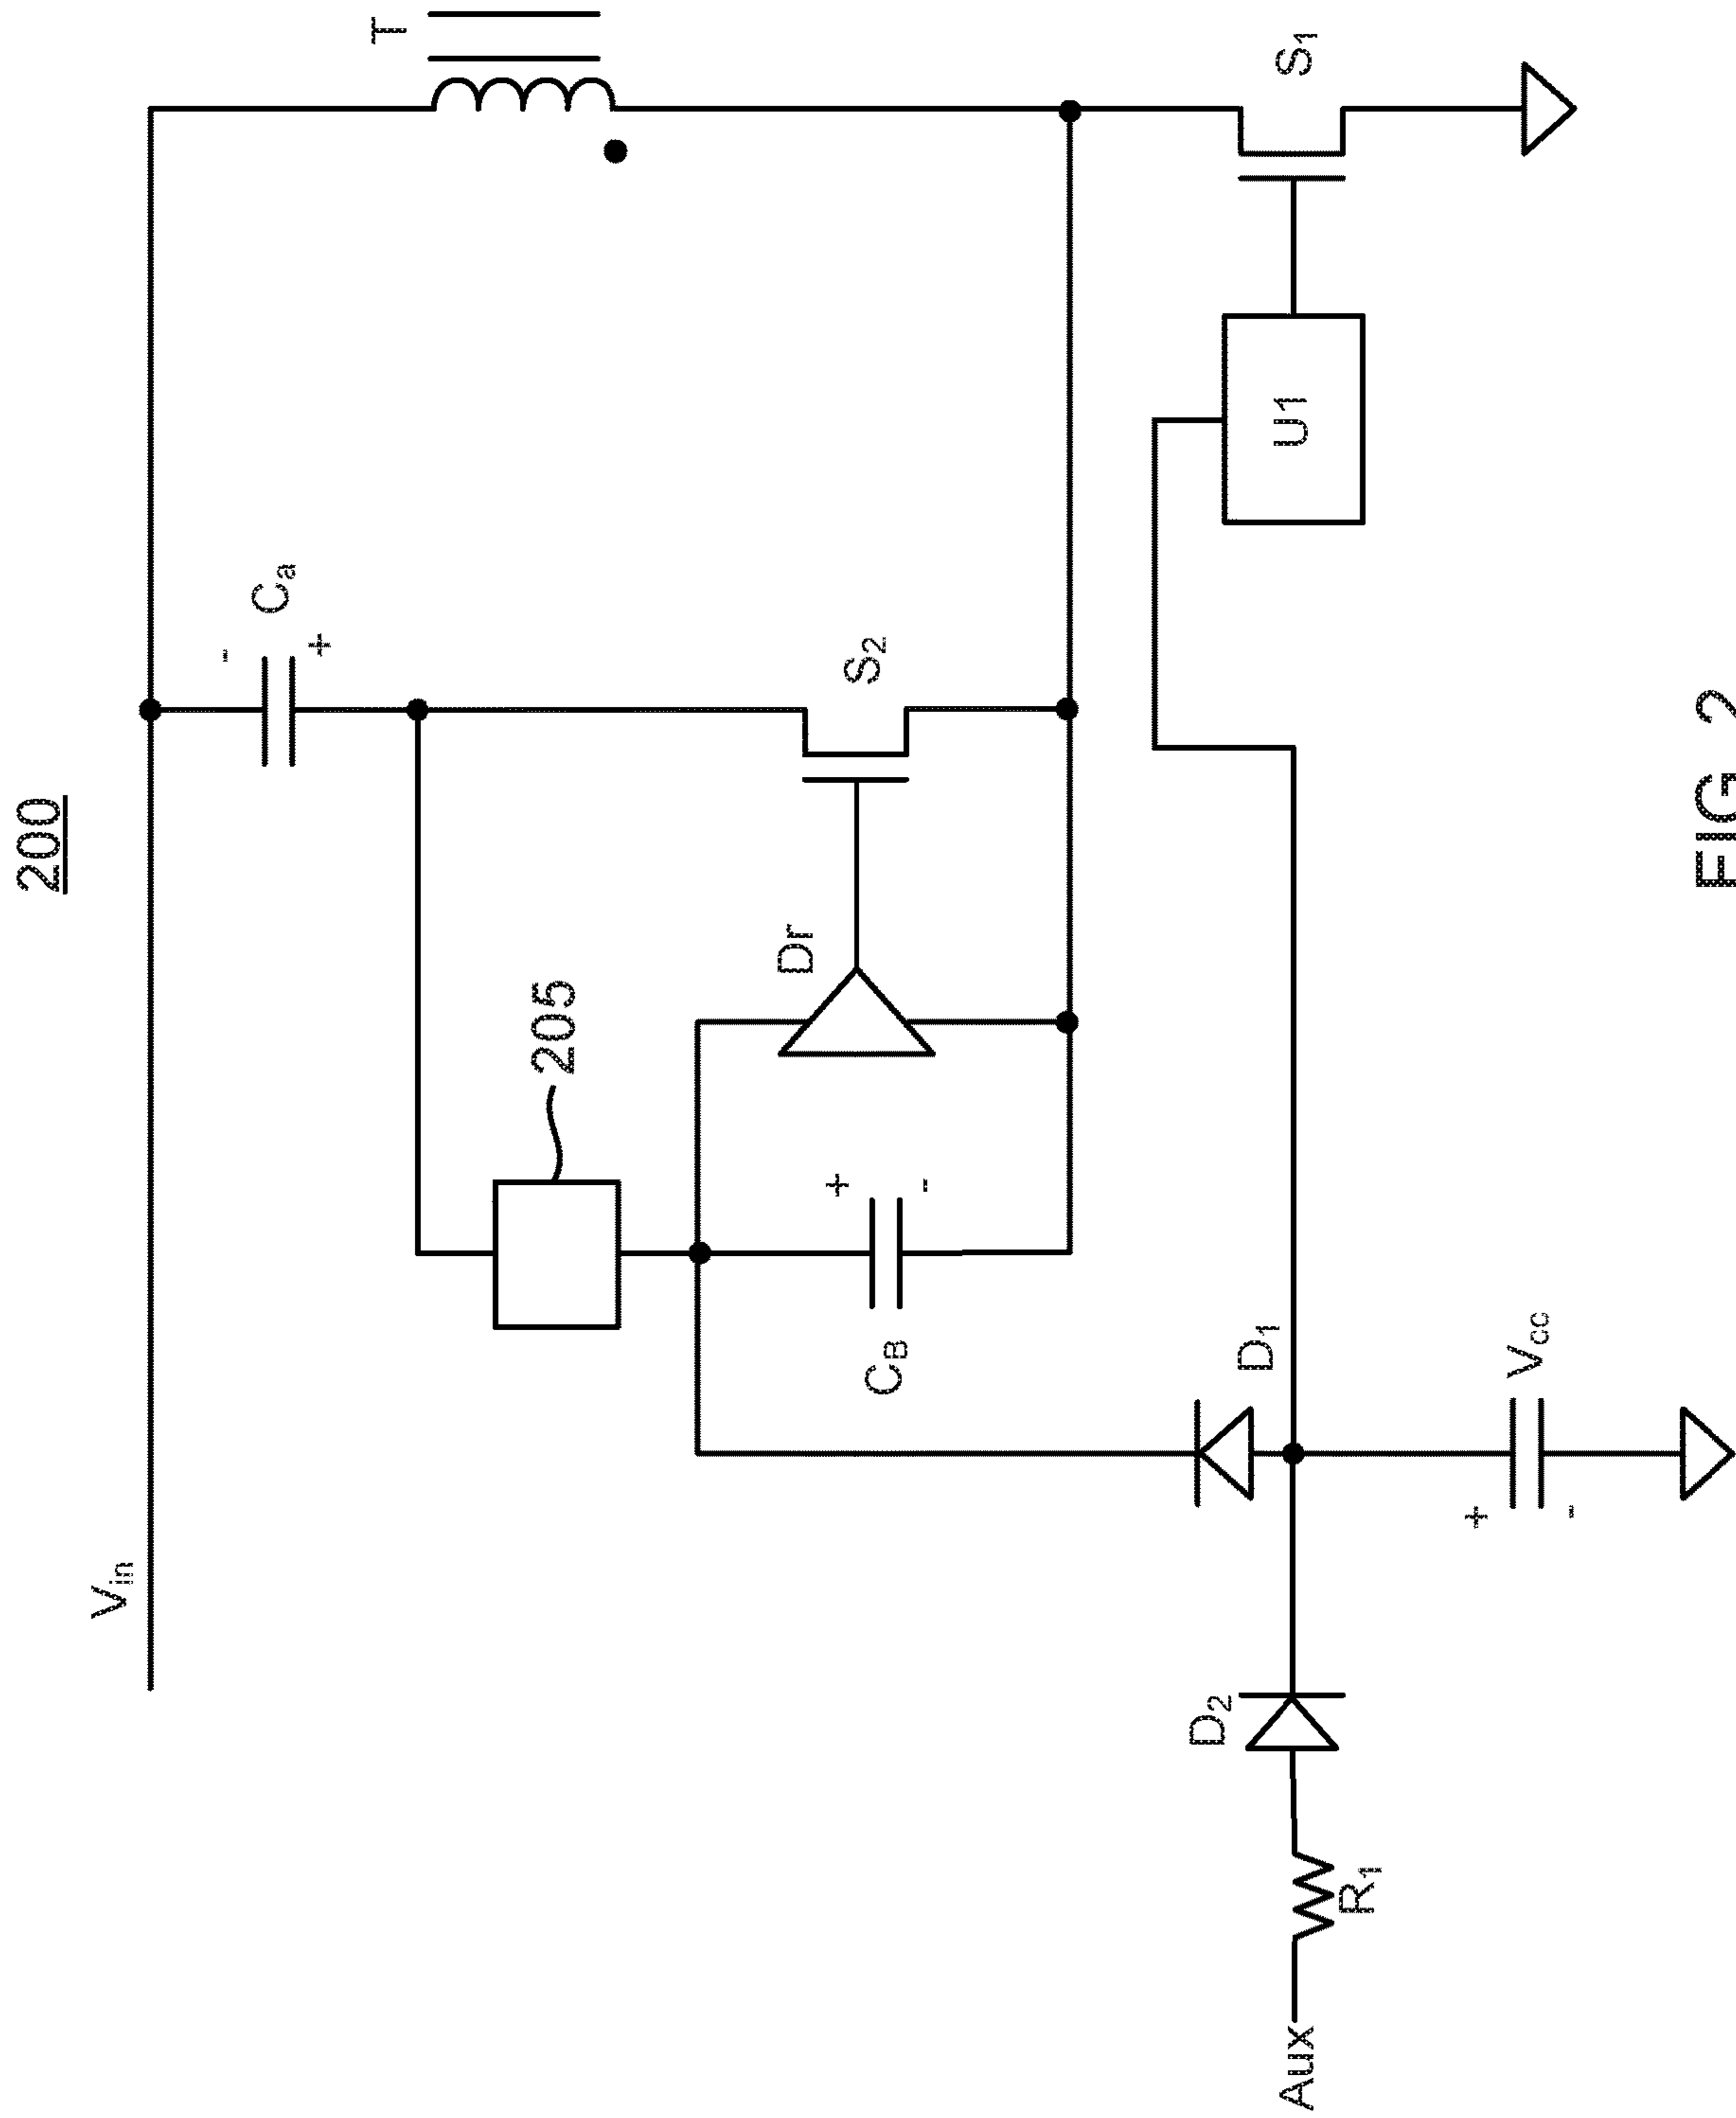 200
T
Vin
Ca
S2
S1
205
Dr
U1
CB
D1
D2
Vcc
R1
Aux
+
-
+
-
+
-
FIG. 2